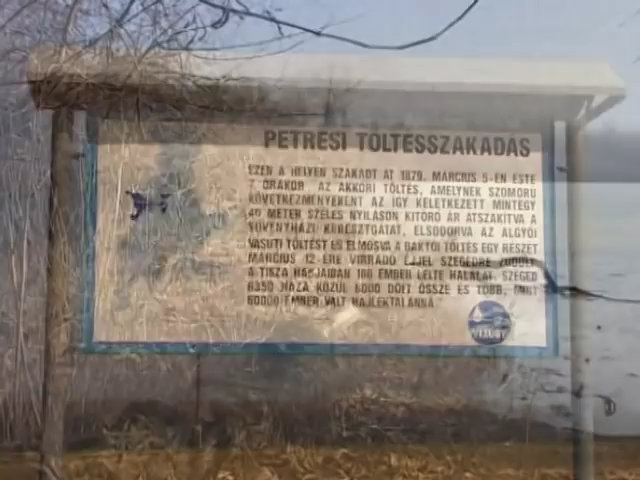 PETRESI TÖLTÉSSZAKADÁS
EZEN A HELYEN SZAKADT ÁT 1879. MÁRCIUS 5-ÉN ESTE
7 ÓRAKOR AZ AKKORI TÖLTÉS, AMELYNEK SZOMORÚ
KÖVETKEZMÉNYEKÉNT AZ ÍGY KELETKEZETT MINTEGY
40 MÉTER SZÉLES NYÍLÁSON KITÖRŐ ÁR ÁTSZAKÍTVA A
KERESZTGÁTAT, ELSODORVA AZ ALGYŐI
VASÚTI TÖLTÉST ÉS ELMOSVA A BAKTÓI TÖLTÉS EGY RÉSZÉT
MÁRCIUS 12-ÉRE VIRRADÓ ÉJJEL SZEGEDRE ZÚDULT.
A TISZA HABJAIBAN 160 EMBER LELTE HALÁLÁT, SZEGED
6350 HÁZA KÖZÜL 6000 DŐLT ÖSSZE ÉS TÖBB, MINT
60000 EMBER VÁLT HAJLÉKTALANNÁ.
VIZÜGY